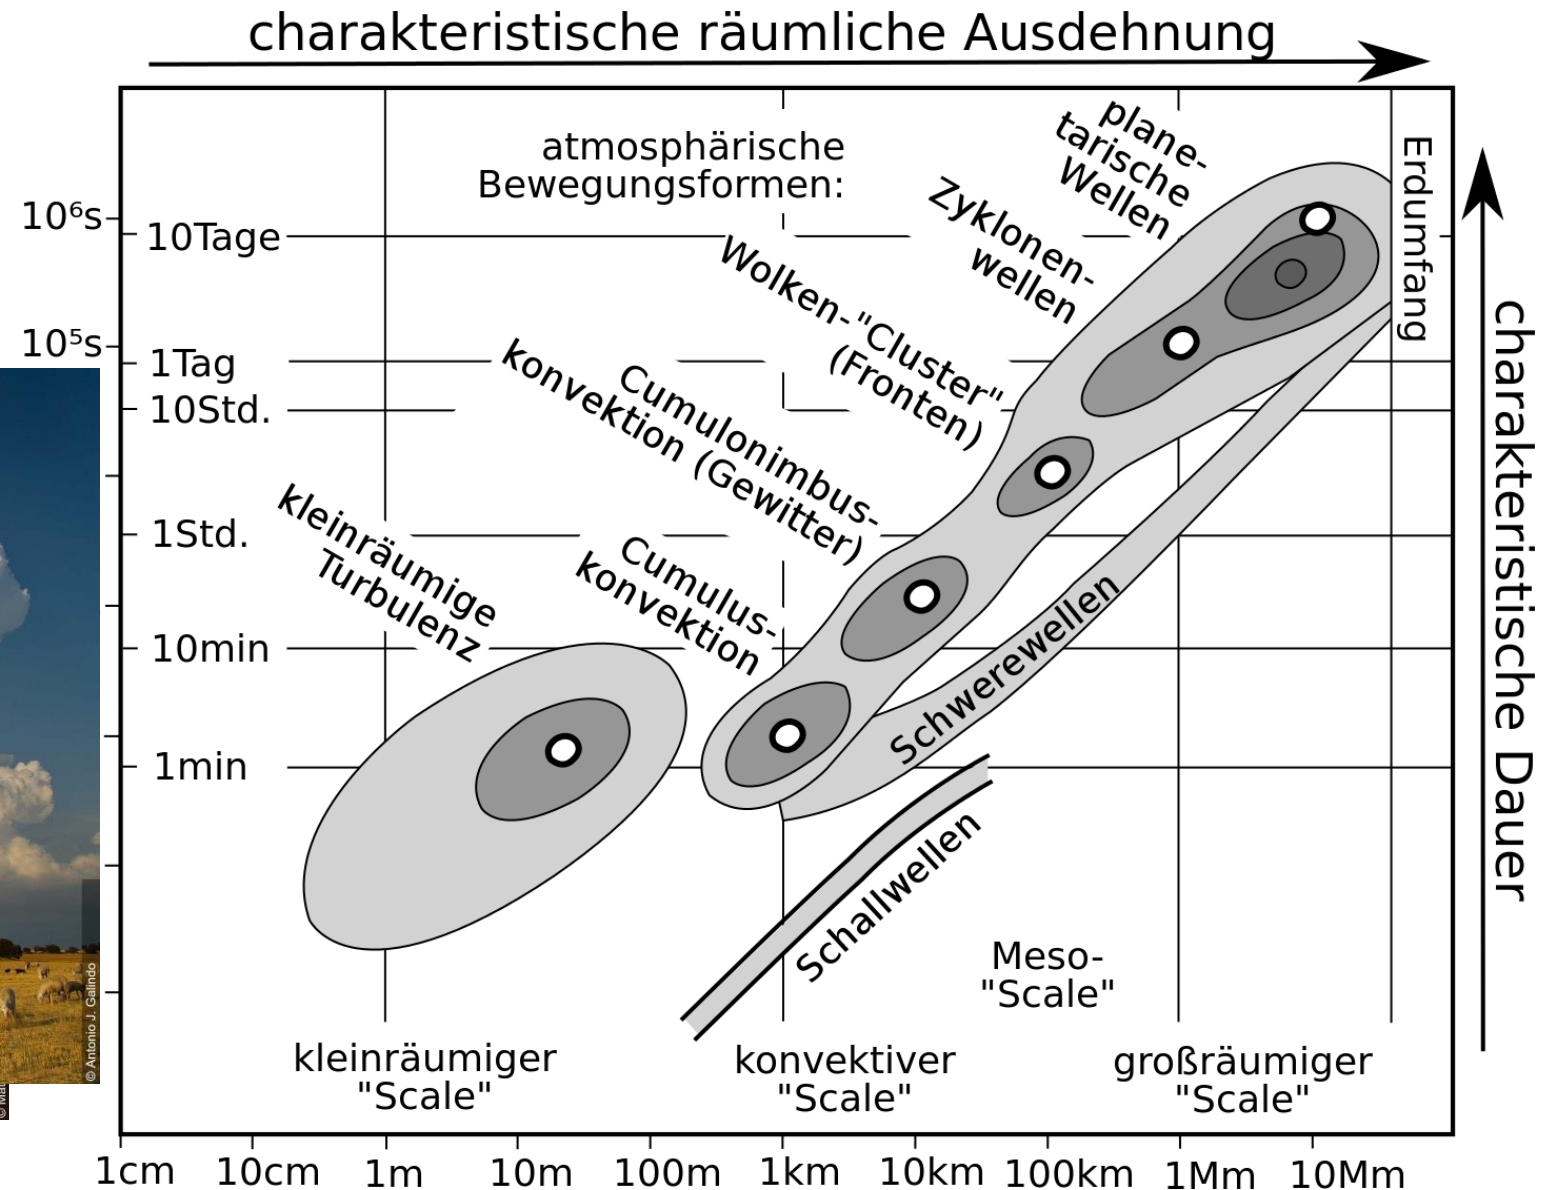 charakteristische räumliche Ausdehnung
atmosphärische
Bewegungsformen:
plane-
tarische
Wellen
Zyklonen-
wellen
Wolken-"Cluster"
(Fronten)
Cumulonimbus-
konvektion (Gewitter)
Cumulus-
konvektion
kleinräumige
Turbulenz
Schwerewellen
Schallwellen
Erdumfang
charakteristische Dauer
10⁶s
10Tage
10⁵s
1Tag
10Std.
1Std.
10min
1min
Meso-
"Scale"
kleinräumiger
"Scale"
konvektiver
"Scale"
großräumiger
"Scale"
1cm 10cm 1m 10m 100m 1km 10km 100km 1Mm 10Mm
© Antonio J. Galindo